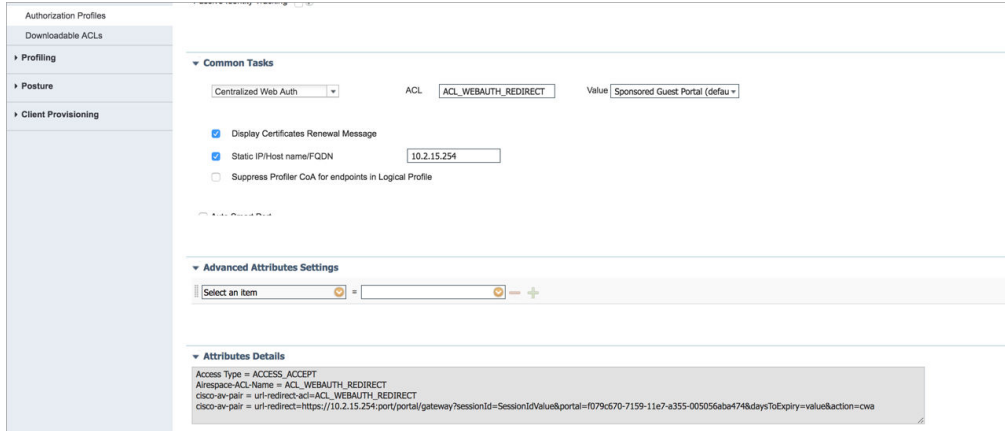 Authorization Profiles
Downloadable ACLs
Profiling
Posture
Client Provisioning
Common Tasks
Centralized Web Auth ACL ACL_WEBAUTH_REDIRECT Value Sponsored Guest Portal (defau
Display Certificates Renewal Message
Static IP/Host name/FQDN 10.2.15.254
Suppress Profiler CoA for endpoints in Logical Profile
Advanced Attributes Settings
Select an item =
Attributes Details
Access Type = ACCESS_ACCEPT
Airespace-ACL-Name = ACL_WEBAUTH_REDIRECT
cisco-av-pair = url-redirect-acl=ACL_WEBAUTH_REDIRECT
cisco-av-pair = url-redirect=https://10.2.15.254:port/portal/gateway?sessionId=SessionIdValue&portal=f079c670-7159-11e7-a355-005056aba474&daysToExpiry=value&action=cwa